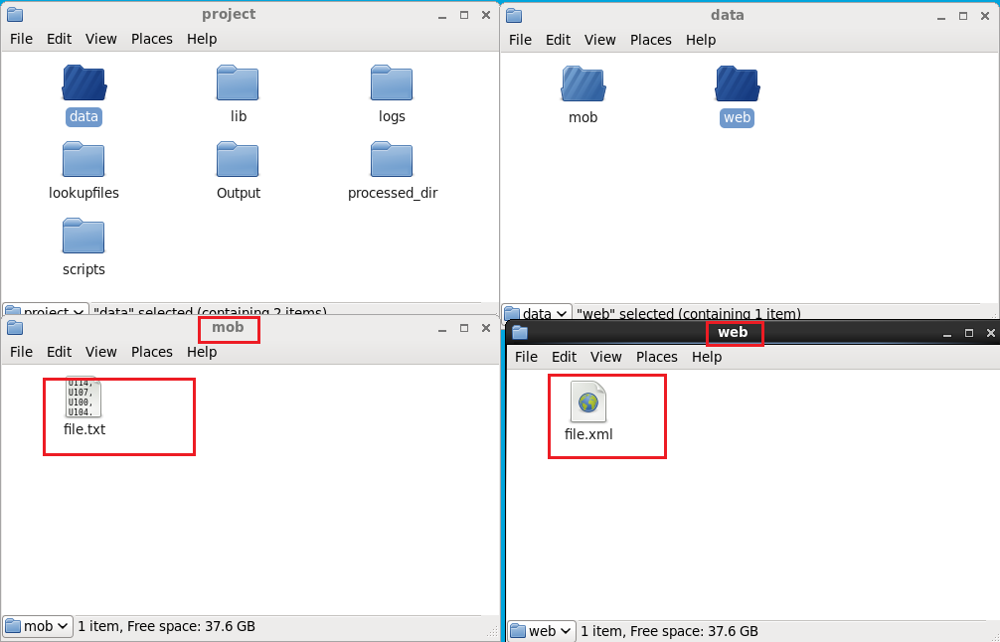 project
File Edit View Places Help
data lib logs
lookupfiles Output processed_dir
scripts
project "data" selected (containing 2 items)
data
File Edit View Places Help
mob web
data "web" selected (containing 1 item)
mob
File Edit View Places Help
U114,
U107,
U100,
U104.
file.txt
mob 1 item, Free space: 37.6 GB
web
File Edit View Places Help
file.xml
web 1 item, Free space: 37.6 GB